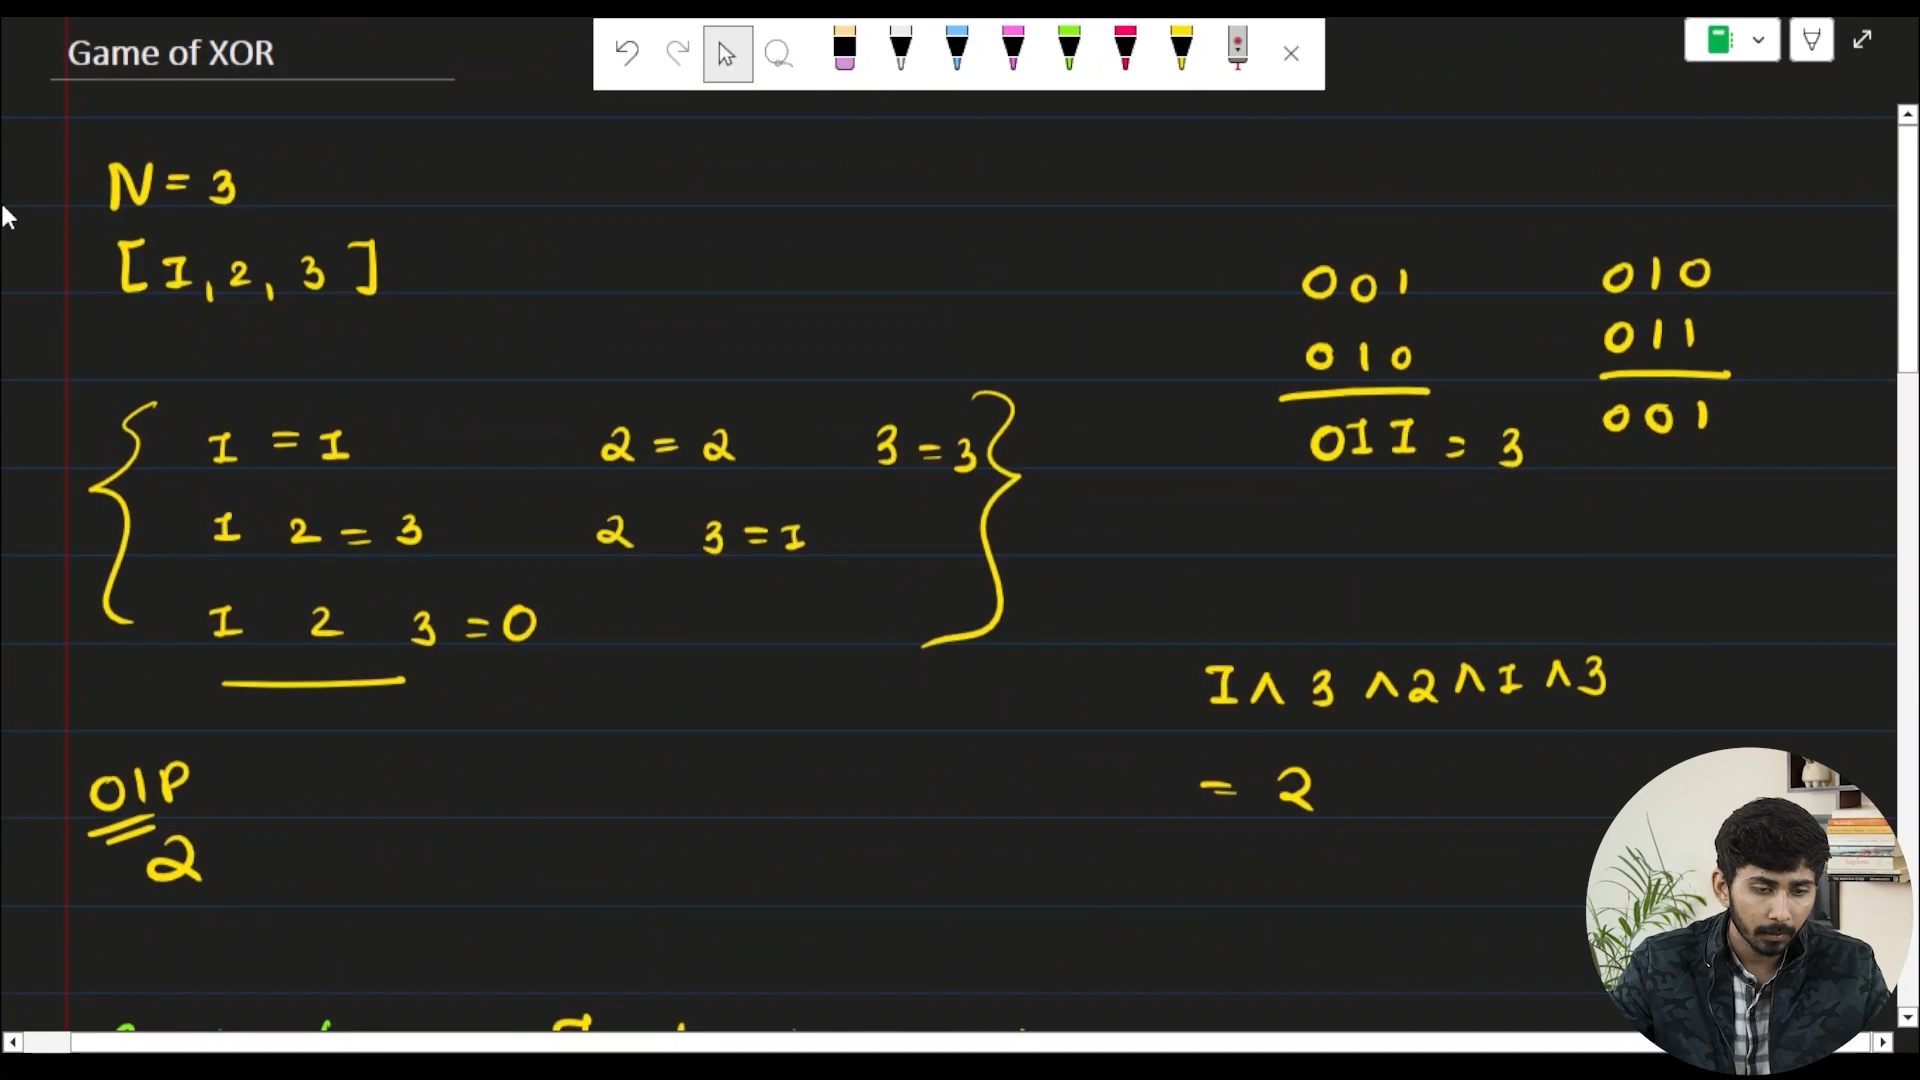 Game of XOR
N = 3
[1, 2, 3]
001
010
011 = 3
010
011
001
1 = 1 2 = 2 3 = 3
1 2 = 3 2 3 = 1
1 2 3 = 0
1 ^ 3 ^ 2 ^ 1 ^ 3
= 2
O/P
2